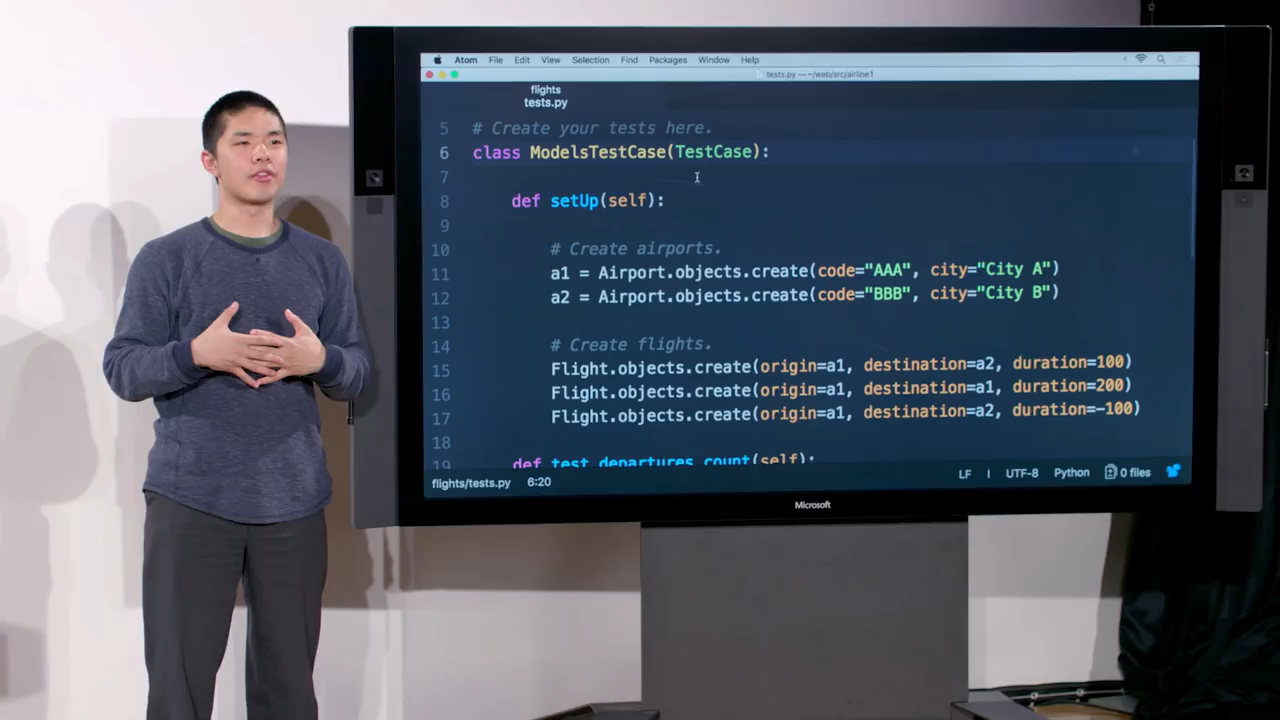 Atom File Edit View Selection Find Packages Window Help
tests.py — ~/web/src/airline1
flights
tests.py
5 # Create your tests here.
6 class ModelsTestCase(TestCase):
7
8 def setUp(self):
9
10 # Create airports.
11 a1 = Airport.objects.create(code="AAA", city="City A")
12 a2 = Airport.objects.create(code="BBB", city="City B")
13
14 # Create flights.
15 Flight.objects.create(origin=a1, destination=a2, duration=100)
16 Flight.objects.create(origin=a1, destination=a1, duration=200)
17 Flight.objects.create(origin=a1, destination=a2, duration=-100)
18
19 def test_departures_count(self):
flights/tests.py 6:20 LF UTF-8 Python 0 files
Microsoft